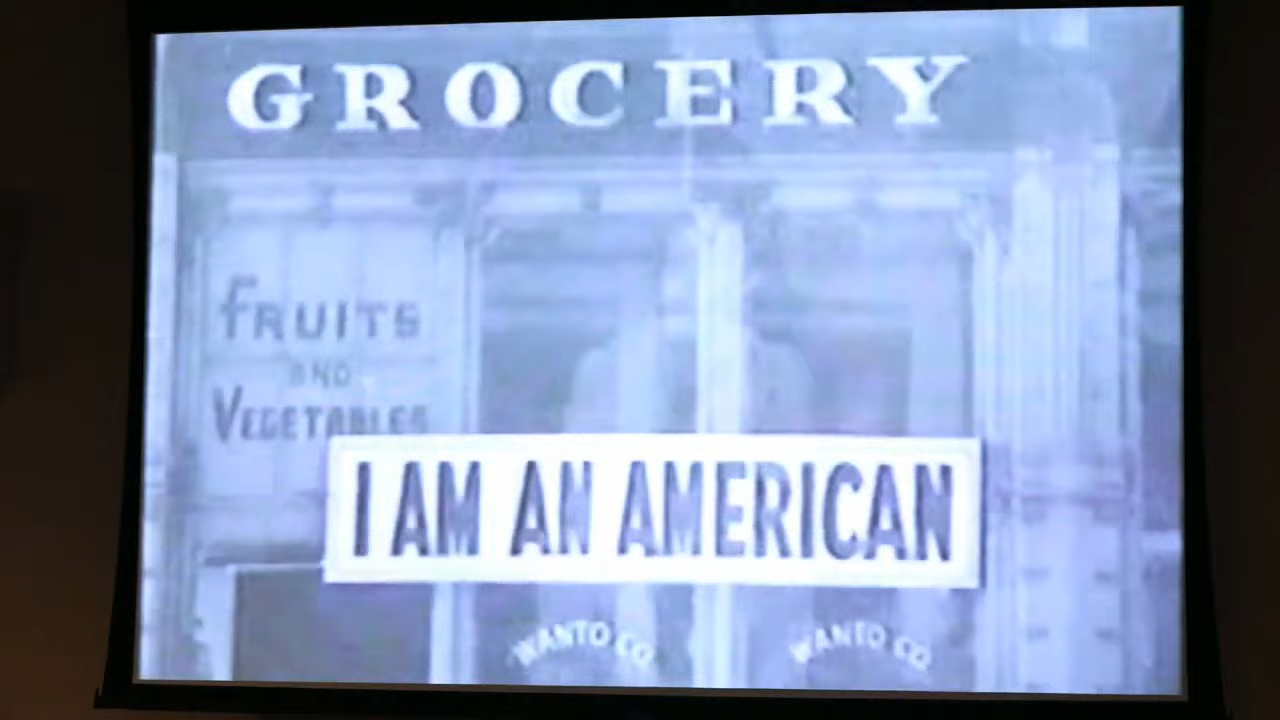 GROCERY
FRUITS
AND
VEGETABLES
I AM AN AMERICAN
WANTO CO.
WANTO CO.